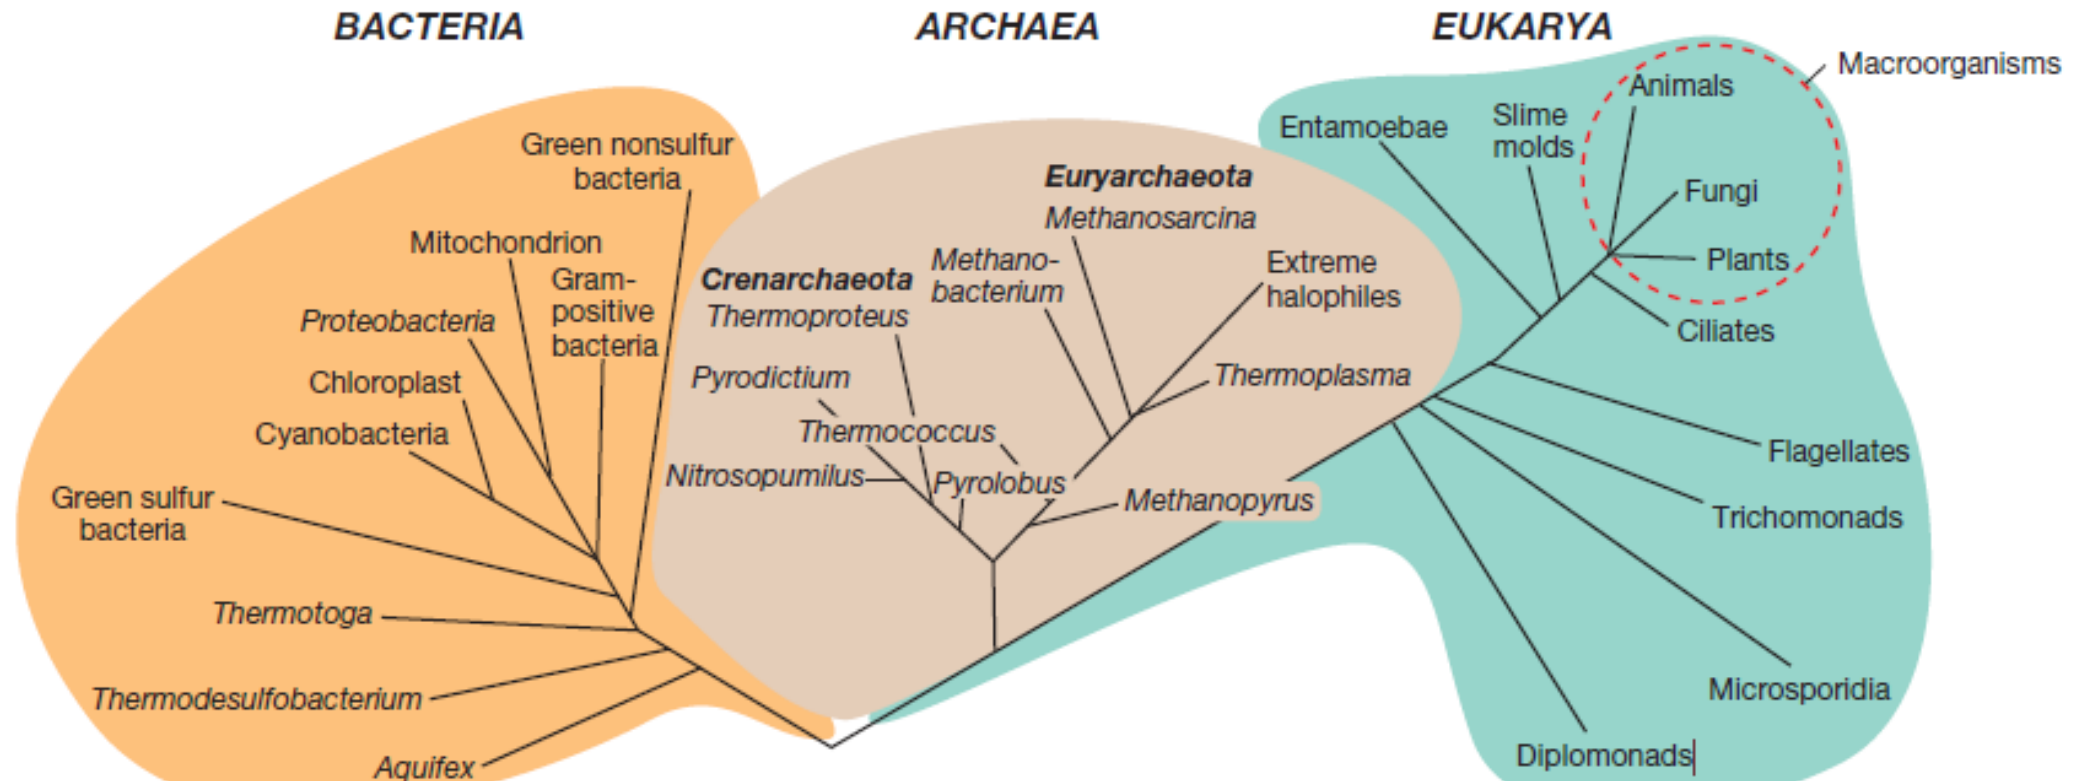 BACTERIA
ARCHAEA
EUKARYA
Macroorganisms
Green nonsulfur
bacteria
Mitochondrion
Gram-
positive
bacteria
Proteobacteria
Chloroplast
Cyanobacteria
Green sulfur
bacteria
Thermotoga
Thermodesulfobacterium
Aquifex
Crenarchaeota
Thermoproteus
Pyrodictium
Thermococcus
Nitrosopumilus
Pyrolobus
Euryarchaeota
Methanosarcina
Methano-
bacterium
Extreme
halophiles
Thermoplasma
Methanopyrus
Entamoebae
Slime
molds
Animals
Fungi
Plants
Ciliates
Flagellates
Trichomonads
Microsporidia
Diplomonads